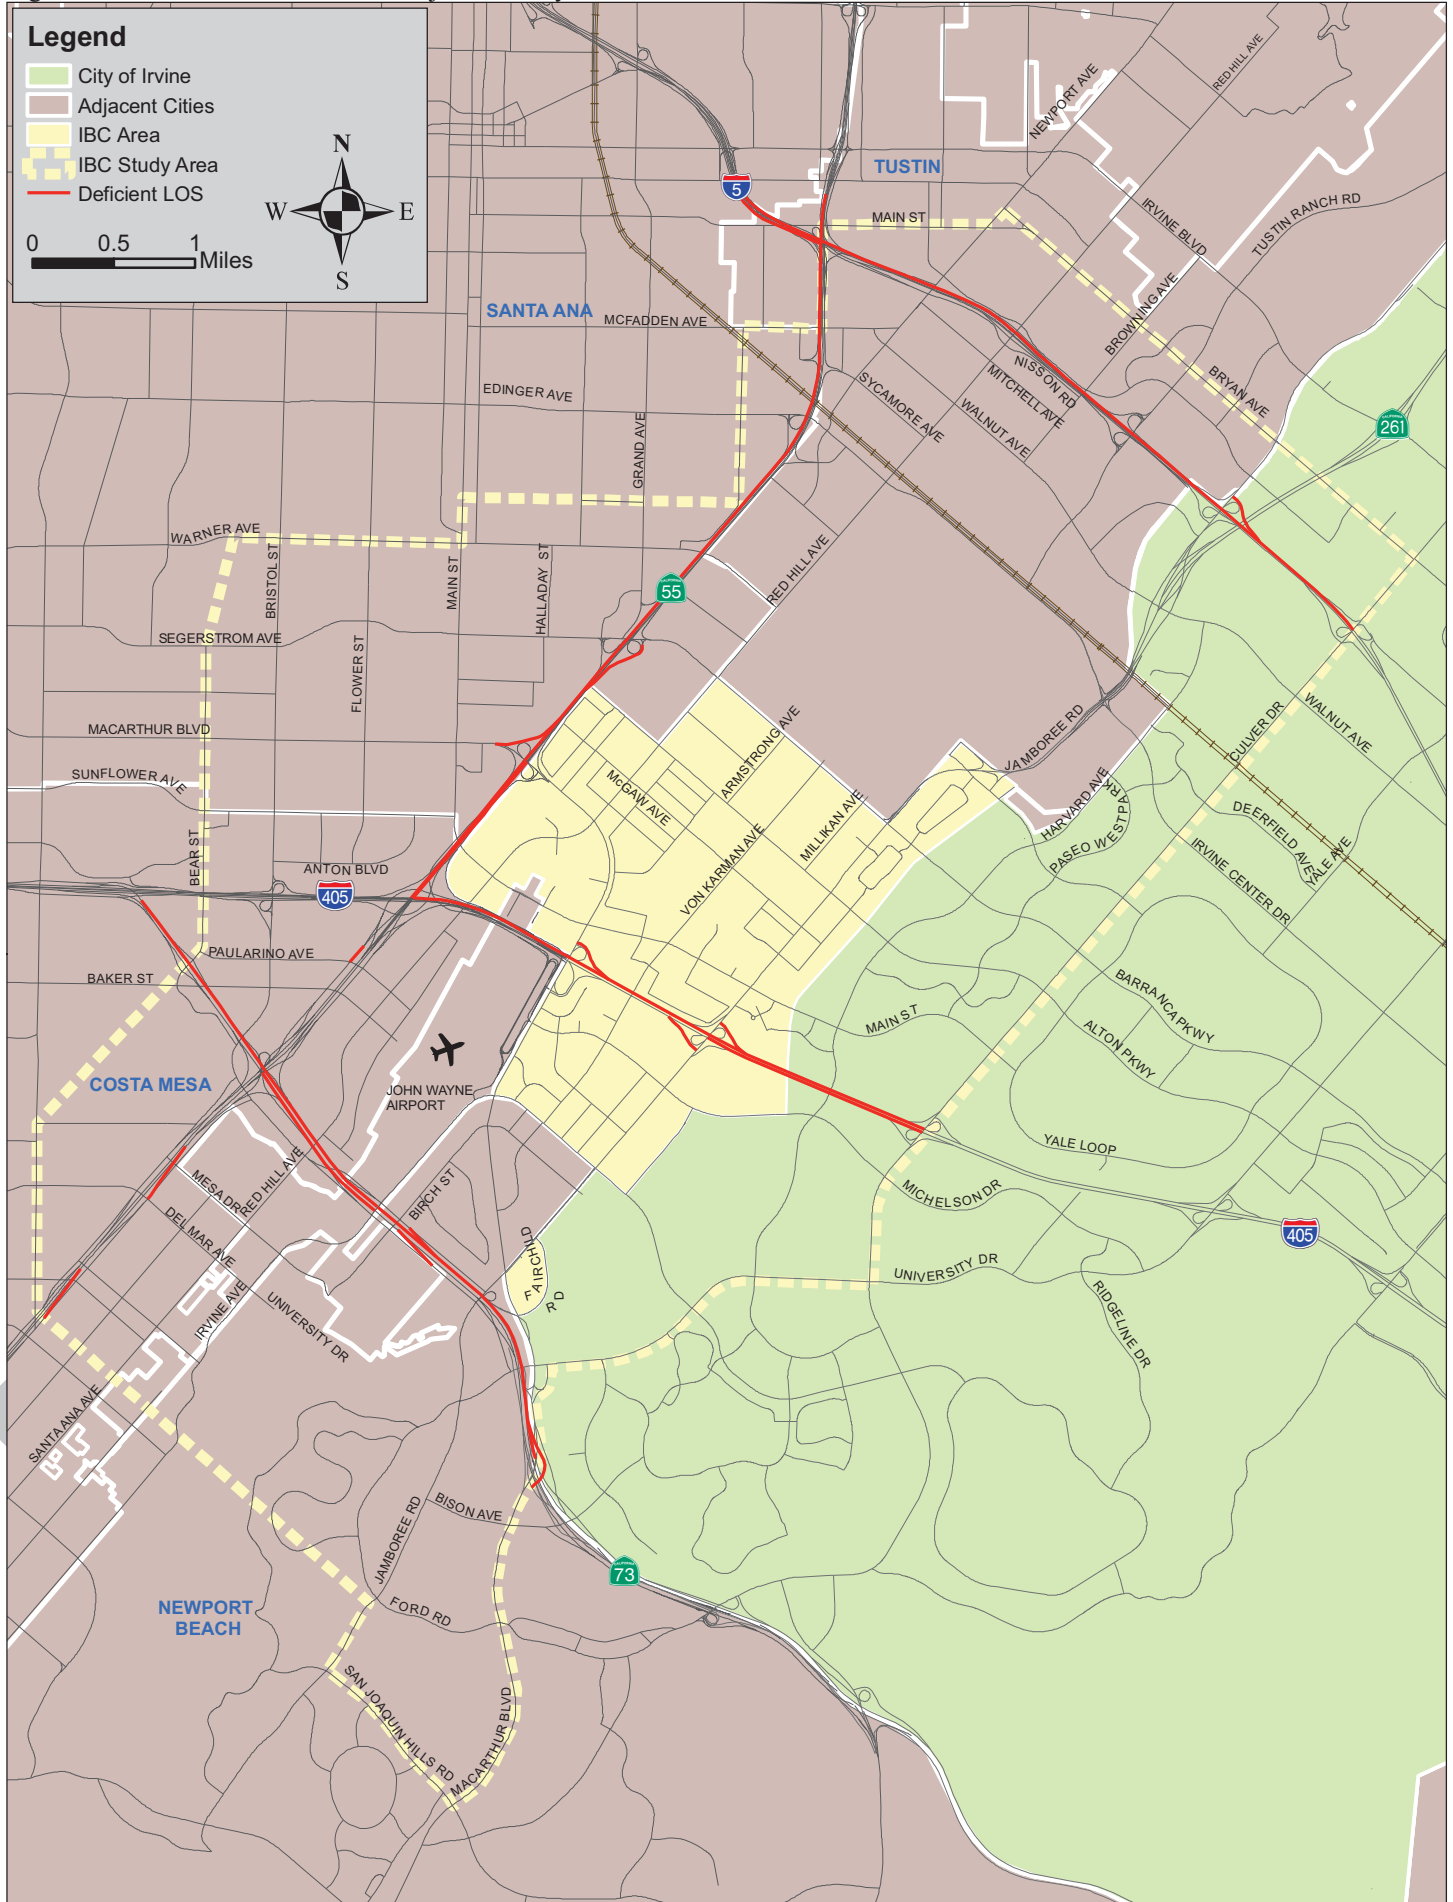 Legend
City of Irvine
Adjacent Cities
IBC Area
IBC Study Area
Deficient LOS
N
W
E
S
0
0.5
1
Miles
NEWPORT AVE
RED HILL AVE
TUSTIN
5
MAIN ST
IRVINE BLVD
TUSTIN RANCH RD
SANTA ANA
MCFADDEN AVE
BROWNING AVE
EDINGER AVE
SYCAMORE AVE
NISSON RD
MITCHELL AVE
WALNUT AVE
BRYAN AVE
CALIFORNIA
261
GRAND AVE
WARNER AVE
BRISTOL ST
MAIN ST
HALLADAY ST
CALIFORNIA
55
RED HILL AVE
SEGERSTROM AVE
FLOWER ST
MACARTHUR BLVD
SUNFLOWER AVE
McGAW AVE
ARMSTRONG AVE
JAMBOREE RD
CULVER DR
WALNUT AVE
MILLIKAN AVE
HARVARD AVE
PASEO WESTPARK
DEERFIELD AVE
YALE AVE
IRVINE CENTER DR
BEAR ST
ANTON BLVD
405
VON KARMAN AVE
PAULARINO AVE
BAKER ST
MAIN ST
BARRANCA PKWY
ALTON PKWY
COSTA MESA
JOHN WAYNE
AIRPORT
YALE LOOP
MICHELSON DR
405
MESA DR
RED HILL AVE
BIRCH ST
DEL MAR AVE
FAIRCHILD
RD
UNIVERSITY DR
RIDGELINE DR
IRVINE AVE
UNIVERSITY DR
SANTA ANA AVE
JAMBOREE RD
BISON AVE
CALIFORNIA
73
NEWPORT
BEACH
FORD RD
SAN JOAQUIN HILLS RD
MACARTHUR BLVD